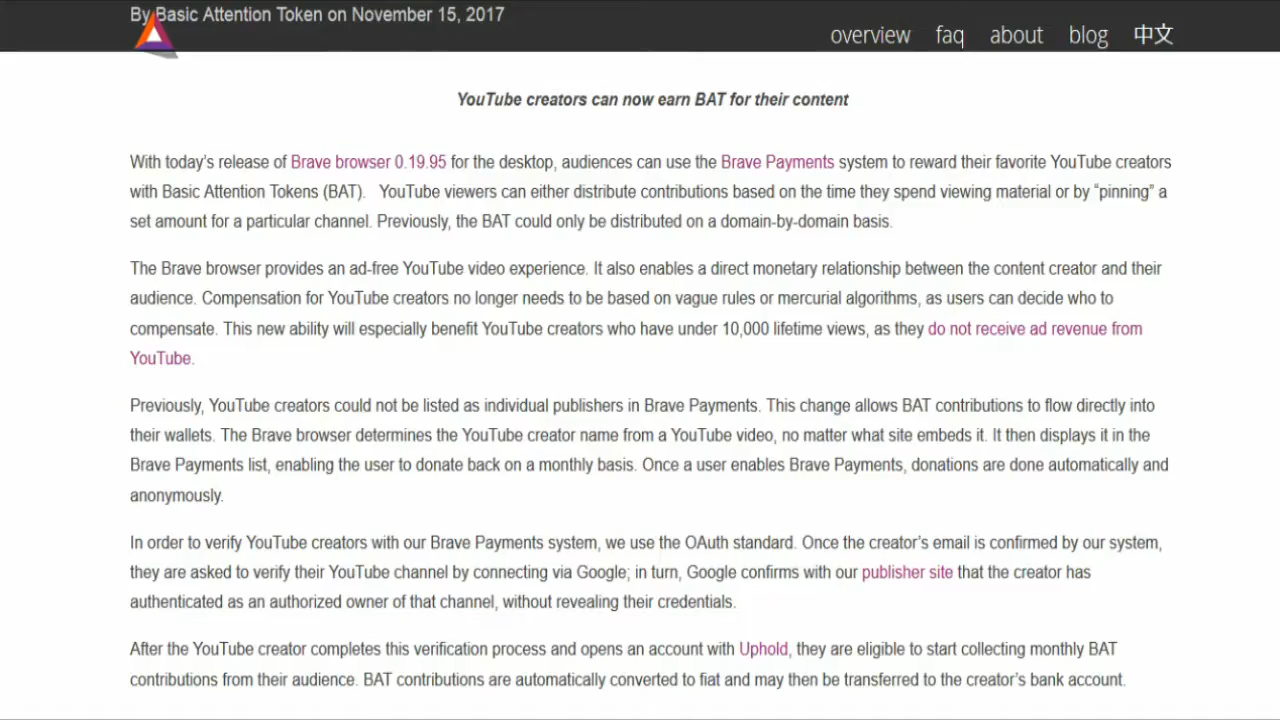 By Basic Attention Token on November 15, 2017
overview faq about blog 中文
YouTube creators can now earn BAT for their content
With today’s release of Brave browser 0.19.95 for the desktop, audiences can use the Brave Payments system to reward their favorite YouTube creators
with Basic Attention Tokens (BAT). YouTube viewers can either distribute contributions based on the time they spend viewing material or by “pinning” a
set amount for a particular channel. Previously, the BAT could only be distributed on a domain-by-domain basis.
The Brave browser provides an ad-free YouTube video experience. It also enables a direct monetary relationship between the content creator and their
audience. Compensation for YouTube creators no longer needs to be based on vague rules or mercurial algorithms, as users can decide who to
compensate. This new ability will especially benefit YouTube creators who have under 10,000 lifetime views, as they do not receive ad revenue from
YouTube.
Previously, YouTube creators could not be listed as individual publishers in Brave Payments. This change allows BAT contributions to flow directly into
their wallets. The Brave browser determines the YouTube creator name from a YouTube video, no matter what site embeds it. It then displays it in the
Brave Payments list, enabling the user to donate back on a monthly basis. Once a user enables Brave Payments, donations are done automatically and
anonymously.
In order to verify YouTube creators with our Brave Payments system, we use the OAuth standard. Once the creator’s email is confirmed by our system,
they are asked to verify their YouTube channel by connecting via Google; in turn, Google confirms with our publisher site that the creator has
authenticated as an authorized owner of that channel, without revealing their credentials.
After the YouTube creator completes this verification process and opens an account with Uphold, they are eligible to start collecting monthly BAT
contributions from their audience. BAT contributions are automatically converted to fiat and may then be transferred to the creator’s bank account.